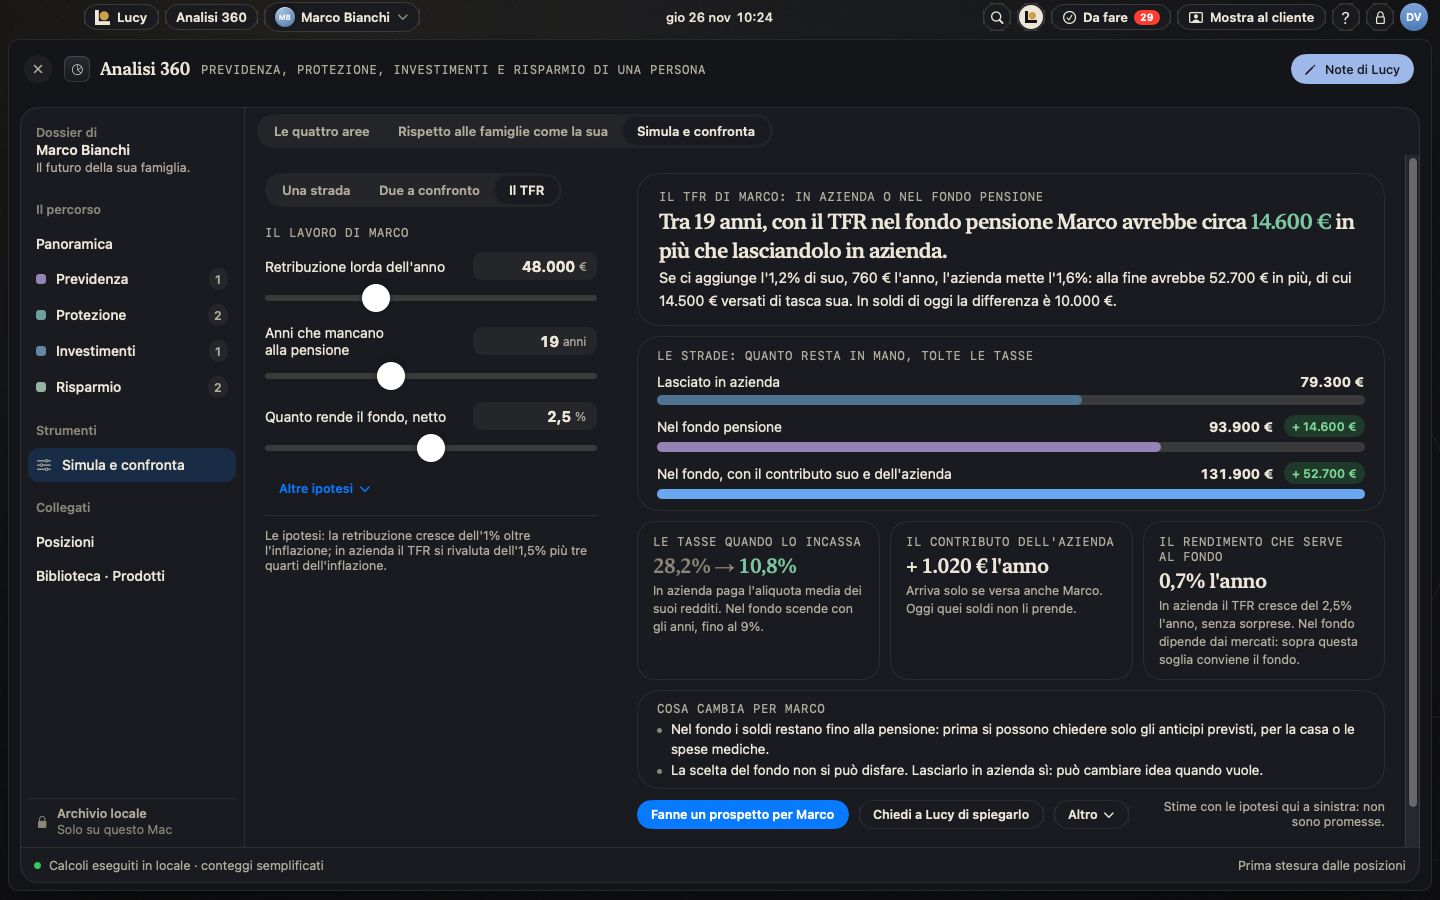 Lucy
Analisi 360
MB Marco Bianchi
gio 26 nov 10:24
Da fare 29
Mostra al cliente
?
DV
Analisi 360 PREVIDENZA, PROTEZIONE, INVESTIMENTI E RISPARMIO DI UNA PERSONA
Note di Lucy
Dossier di
Marco Bianchi
Il futuro della sua famiglia.
Il percorso
Panoramica
Previdenza 1
Protezione 2
Investimenti 1
Risparmio 2
Strumenti
Simula e confronta
Collegati
Posizioni
Biblioteca · Prodotti
Archivio locale
Solo su questo Mac
Le quattro aree
Rispetto alle famiglie come la sua
Simula e confronta
Una strada
Due a confronto
Il TFR
IL LAVORO DI MARCO
Retribuzione lorda dell'anno 48.000 €
Anni che mancano
alla pensione
19 anni
Quanto rende il fondo, netto 2,5 %
Altre ipotesi
Le ipotesi: la retribuzione cresce dell'1% oltre
l'inflazione; in azienda il TFR si rivaluta dell'1,5% più tre
quarti dell'inflazione.
IL TFR DI MARCO: IN AZIENDA O NEL FONDO PENSIONE
Tra 19 anni, con il TFR nel fondo pensione Marco avrebbe circa 14.600 € in
più che lasciandolo in azienda.
Se ci aggiunge l'1,2% di suo, 760 € l'anno, l'azienda mette l'1,6%: alla fine avrebbe 52.700 € in più, di cui
14.500 € versati di tasca sua. In soldi di oggi la differenza è 10.000 €.
LE STRADE: QUANTO RESTA IN MANO, TOLTE LE TASSE
Lasciato in azienda 79.300 €
Nel fondo pensione 93.900 € + 14.600 €
Nel fondo, con il contributo suo e dell'azienda 131.900 € + 52.700 €
LE TASSE QUANDO LO INCASSA
28,2% → 10,8%
In azienda paga l'aliquota media dei
suoi redditi. Nel fondo scende con
gli anni, fino al 9%.
IL CONTRIBUTO DELL'AZIENDA
+ 1.020 € l'anno
Arriva solo se versa anche Marco.
Oggi quei soldi non li prende.
IL RENDIMENTO CHE SERVE
AL FONDO
0,7% l'anno
In azienda il TFR cresce del 2,5%
l'anno, senza sorprese. Nel fondo
dipende dai mercati: sopra questa
soglia conviene il fondo.
COSA CAMBIA PER MARCO
• Nel fondo i soldi restano fino alla pensione: prima si possono chiedere solo gli anticipi previsti, per la casa o le
spese mediche.
• La scelta del fondo non si può disfare. Lasciarlo in azienda sì: può cambiare idea quando vuole.
Fanne un prospetto per Marco
Chiedi a Lucy di spiegarlo
Altro
Stime con le ipotesi qui a sinistra: non
sono promesse.
Calcoli eseguiti in locale · conteggi semplificati
Prima stesura dalle posizioni